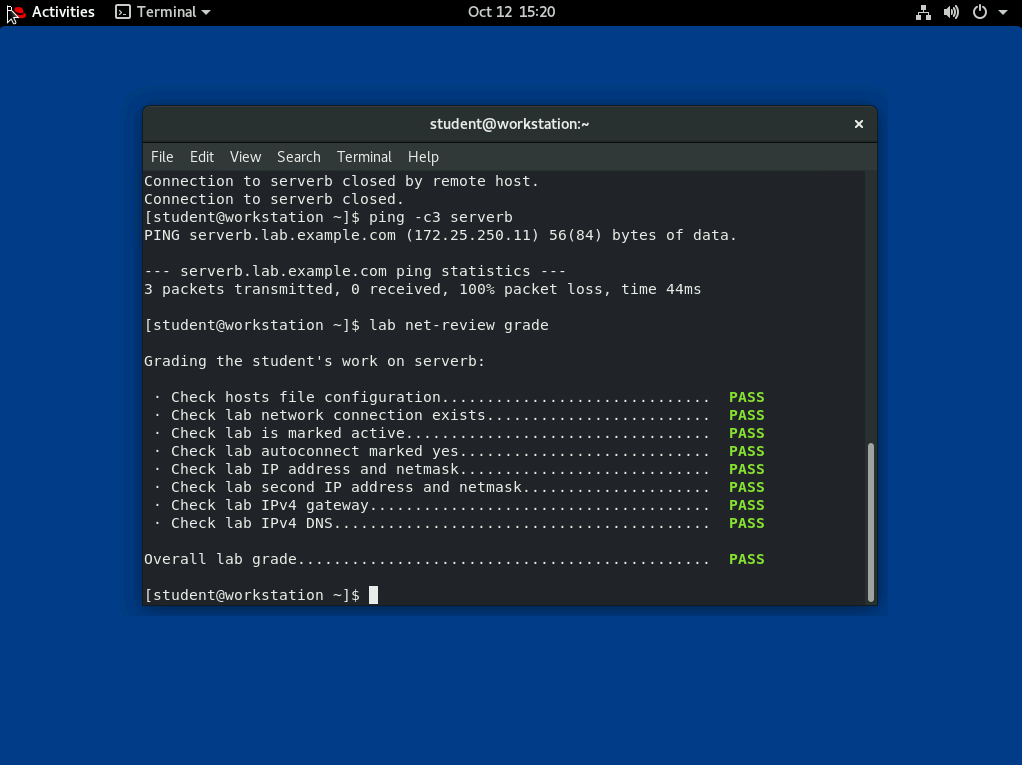 Activities Terminal Oct 12 15:20
student@workstation:~
File Edit View Search Terminal Help
Connection to serverb closed by remote host.
Connection to serverb closed.
[student@workstation ~]$ ping -c3 serverb
PING serverb.lab.example.com (172.25.250.11) 56(84) bytes of data.
--- serverb.lab.example.com ping statistics ---
3 packets transmitted, 0 received, 100% packet loss, time 44ms
[student@workstation ~]$ lab net-review grade
Grading the student's work on serverb:
· Check hosts file configuration.............................. PASS
· Check lab network connection exists......................... PASS
· Check lab is marked active.................................. PASS
· Check lab autoconnect marked yes............................ PASS
· Check lab IP address and netmask............................ PASS
· Check lab second IP address and netmask..................... PASS
· Check lab IPv4 gateway...................................... PASS
· Check lab IPv4 DNS.......................................... PASS
Overall lab grade.............................................. PASS
[student@workstation ~]$